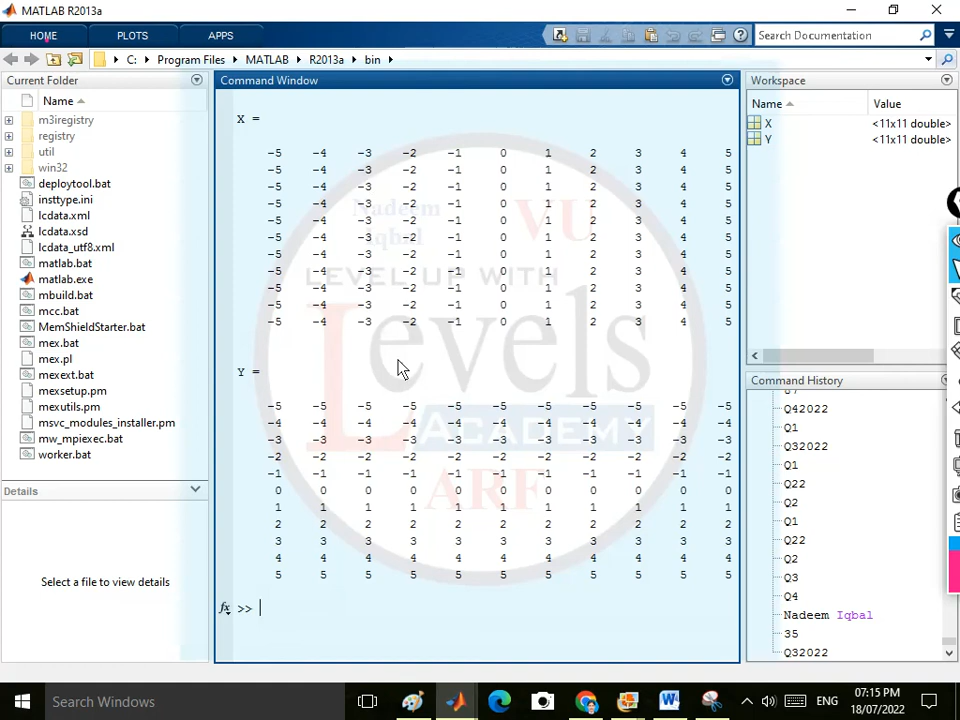 MATLAB R2013a
HOME PLOTS APPS Search Documentation
C: Program Files MATLAB R2013a bin
Current Folder
Name
m3iregistry
registry
util
win32
deploytool.bat
insttype.ini
lcdata.xml
lcdata.xsd
lcdata_utf8.xml
matlab.bat
matlab.exe
mbuild.bat
mcc.bat
MemShieldStarter.bat
mex.bat
mex.pl
mexext.bat
mexsetup.pm
mexutils.pm
msvc_modules_installer.pm
mw_mpiexec.bat
worker.bat
Details
Select a file to view details
Command Window
X =
-5 -4 -3 -2 -1 0 1 2 3 4 5
-5 -4 -3 -2 -1 0 1 2 3 4 5
-5 -4 -3 -2 -1 0 1 2 3 4 5
-5 -4 -3 -2 -1 0 1 2 3 4 5
-5 -4 -3 -2 -1 0 1 2 3 4 5
-5 -4 -3 -2 -1 0 1 2 3 4 5
-5 -4 -3 -2 -1 0 1 2 3 4 5
-5 -4 -3 -2 -1 0 1 2 3 4 5
-5 -4 -3 -2 -1 0 1 2 3 4 5
-5 -4 -3 -2 -1 0 1 2 3 4 5
-5 -4 -3 -2 -1 0 1 2 3 4 5
Y =
-5 -5 -5 -5 -5 -5 -5 -5 -5 -5 -5
-4 -4 -4 -4 -4 -4 -4 -4 -4 -4 -4
-3 -3 -3 -3 -3 -3 -3 -3 -3 -3 -3
-2 -2 -2 -2 -2 -2 -2 -2 -2 -2 -2
-1 -1 -1 -1 -1 -1 -1 -1 -1 -1 -1
0 0 0 0 0 0 0 0 0 0 0
1 1 1 1 1 1 1 1 1 1 1
2 2 2 2 2 2 2 2 2 2 2
3 3 3 3 3 3 3 3 3 3 3
4 4 4 4 4 4 4 4 4 4 4
5 5 5 5 5 5 5 5 5 5 5
fx >>
Nadeem
Iqbal
VU
LEVEL UP WITH
Levels
ACADEMY
ARF
Workspace
Name Value
X <11x11 double>
Y <11x11 double>
Command History
Q42022
Q1
Q32022
Q1
Q22
Q2
Q1
Q22
Q2
Q3
Q4
Nadeem Iqbal
35
Q32022
Search Windows
ENG
07:15 PM
18/07/2022